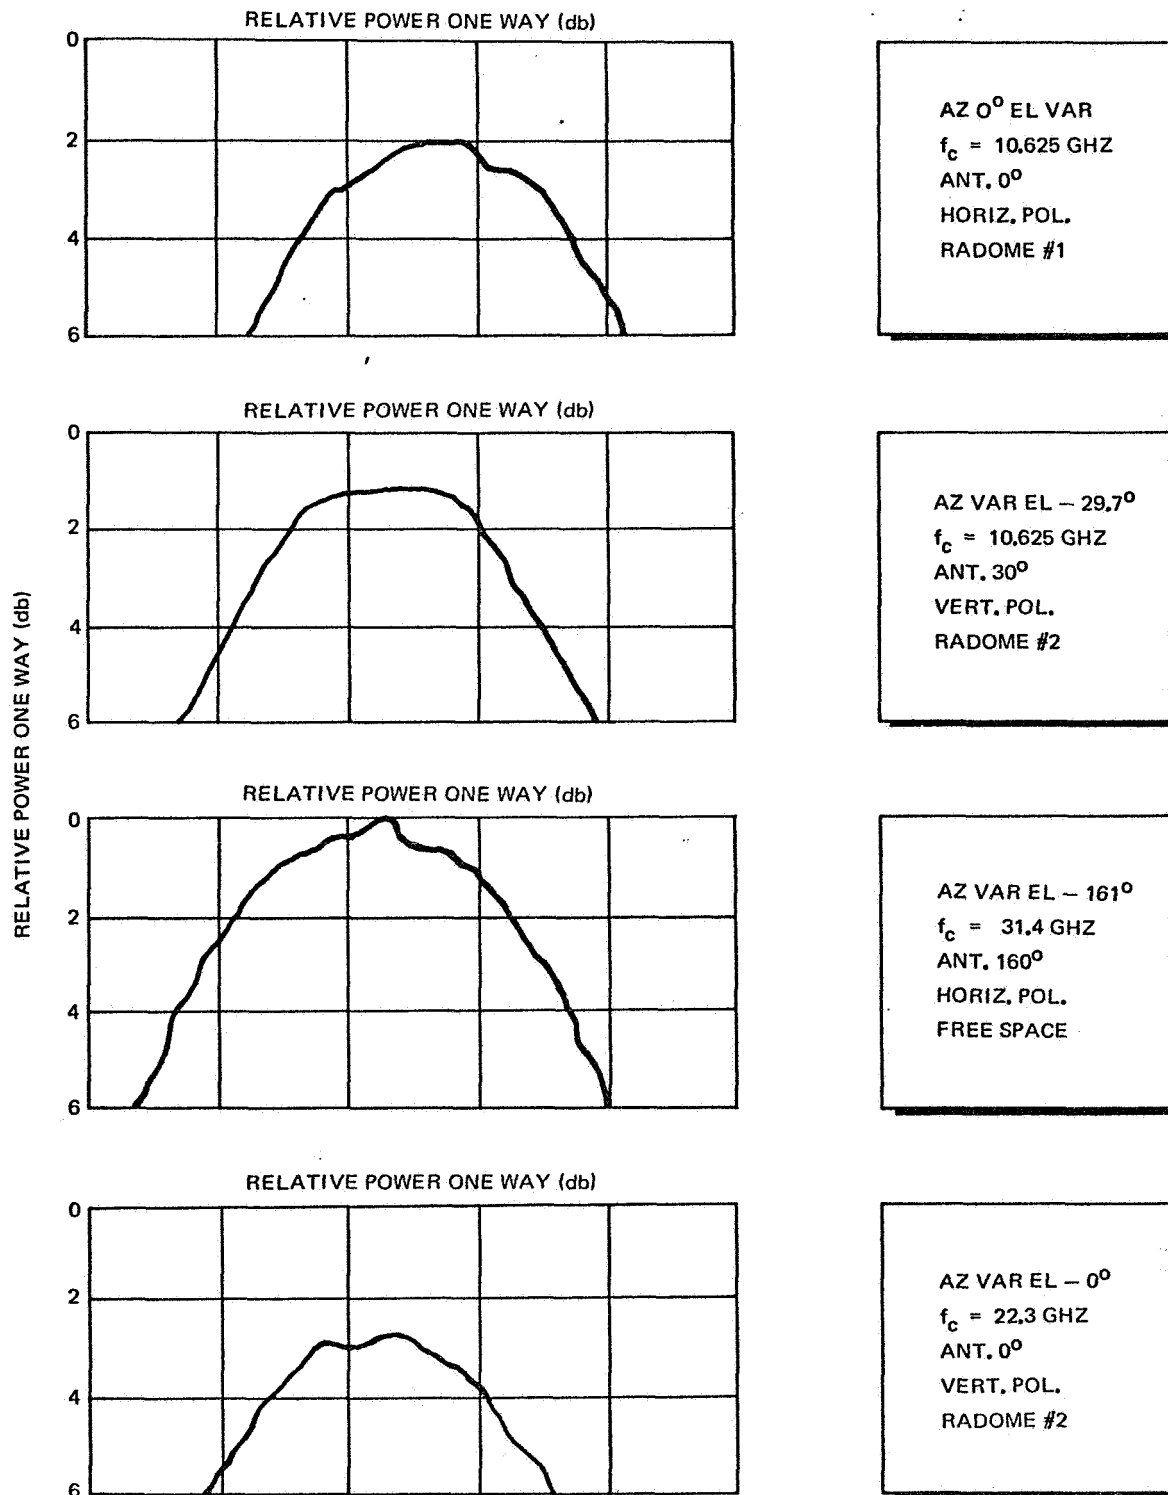 RELATIVE POWER ONE WAY (db)
0
2
4
6
AZ 0° EL VAR
fc = 10.625 GHZ
ANT. 0°
HORIZ. POL.
RADOME #1
RELATIVE POWER ONE WAY (db)
RELATIVE POWER ONE WAY (db)
0
2
4
6
AZ VAR EL – 29.7°
fc = 10.625 GHZ
ANT. 30°
VERT. POL.
RADOME #2
RELATIVE POWER ONE WAY (db)
0
2
4
6
AZ VAR EL – 161°
fc = 31.4 GHZ
ANT. 160°
HORIZ. POL.
FREE SPACE
RELATIVE POWER ONE WAY (db)
0
2
4
6
AZ VAR EL – 0°
fc = 22.3 GHZ
ANT. 0°
VERT. POL.
RADOME #2